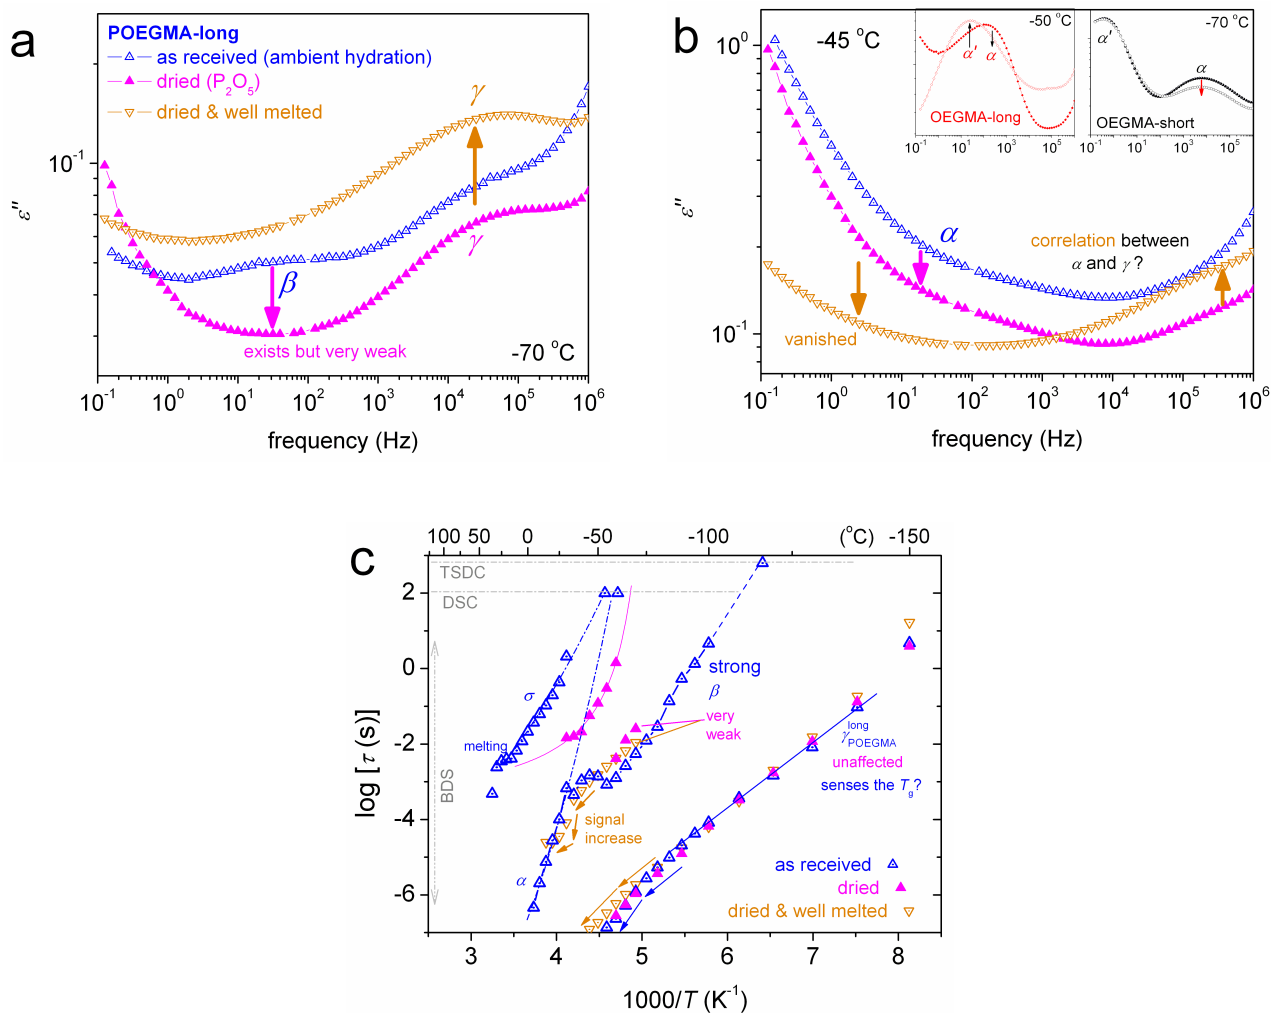 a
POEGMA-long
as received (ambient hydration)
dried (P2O5)
dried & well melted
γ
γ
β
exists but very weak
-70 °C
10^-1
ε''
10^-1 10^0 10^1 10^2 10^3 10^4 10^5 10^6
frequency (Hz)
b
-45 °C
-50 °C
α' α
OEGMA-long
10^-1 10^1 10^3 10^5
-70 °C
α'
α
OEGMA-short
10^-1 10^1 10^3 10^5
α
correlation between
α and γ?
vanished
10^0
10^-1
ε''
10^-1 10^0 10^1 10^2 10^3 10^4 10^5 10^6
frequency (Hz)
c
100 50 0 -50 -100 (°C) -150
TSDC
DSC
BDS
σ
melting
strong
β
very
weak
γ long POEGMA
unaffected
senses the Tg?
signal
increase
α
as received
dried
dried & well melted
2
0
-2
-4
-6
log [τ (s)]
3 4 5 6 7 8
1000/T (K^-1)